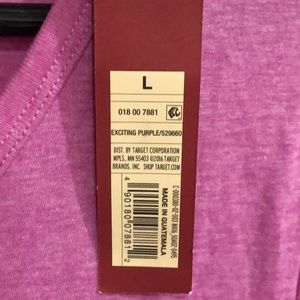 L
018 00 7881
EXCITING PURPLE/529660
DIST. BY TARGET CORPORATION
MPLS, MN 55403 ©2016 TARGET
BRANDS, INC. SHOP TARGET.COM
MADE IN GUATEMALA
4 90180 07881 2